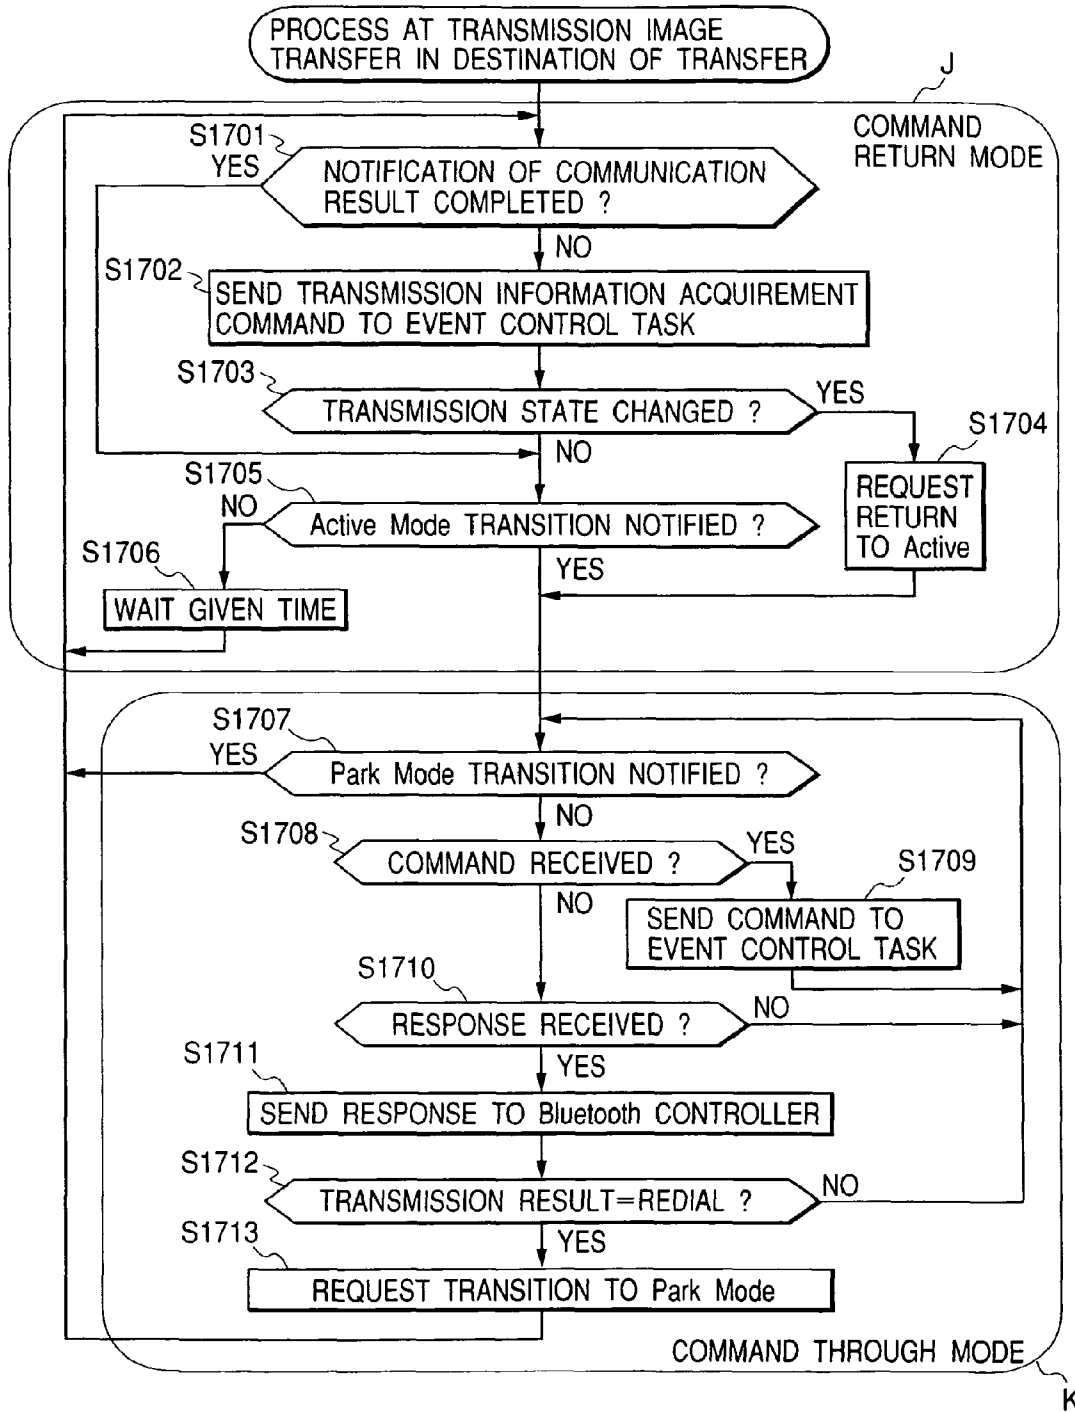 PROCESS AT TRANSMISSION IMAGE
TRANSFER IN DESTINATION OF TRANSFER
J
COMMAND
RETURN MODE
S1701
YES
NOTIFICATION OF COMMUNICATION
RESULT COMPLETED ?
NO
S1702
SEND TRANSMISSION INFORMATION ACQUIREMENT
COMMAND TO EVENT CONTROL TASK
S1703
TRANSMISSION STATE CHANGED ?
YES
NO
S1704
REQUEST
RETURN
TO Active
S1705
NO
Active Mode TRANSITION NOTIFIED ?
YES
S1706
WAIT GIVEN TIME
S1707
YES
Park Mode TRANSITION NOTIFIED ?
NO
S1708
COMMAND RECEIVED ?
YES
NO
S1709
SEND COMMAND TO
EVENT CONTROL TASK
S1710
RESPONSE RECEIVED ?
NO
YES
S1711
SEND RESPONSE TO Bluetooth CONTROLLER
S1712
TRANSMISSION RESULT=REDIAL ?
NO
YES
S1713
REQUEST TRANSITION TO Park Mode
COMMAND THROUGH MODE
K